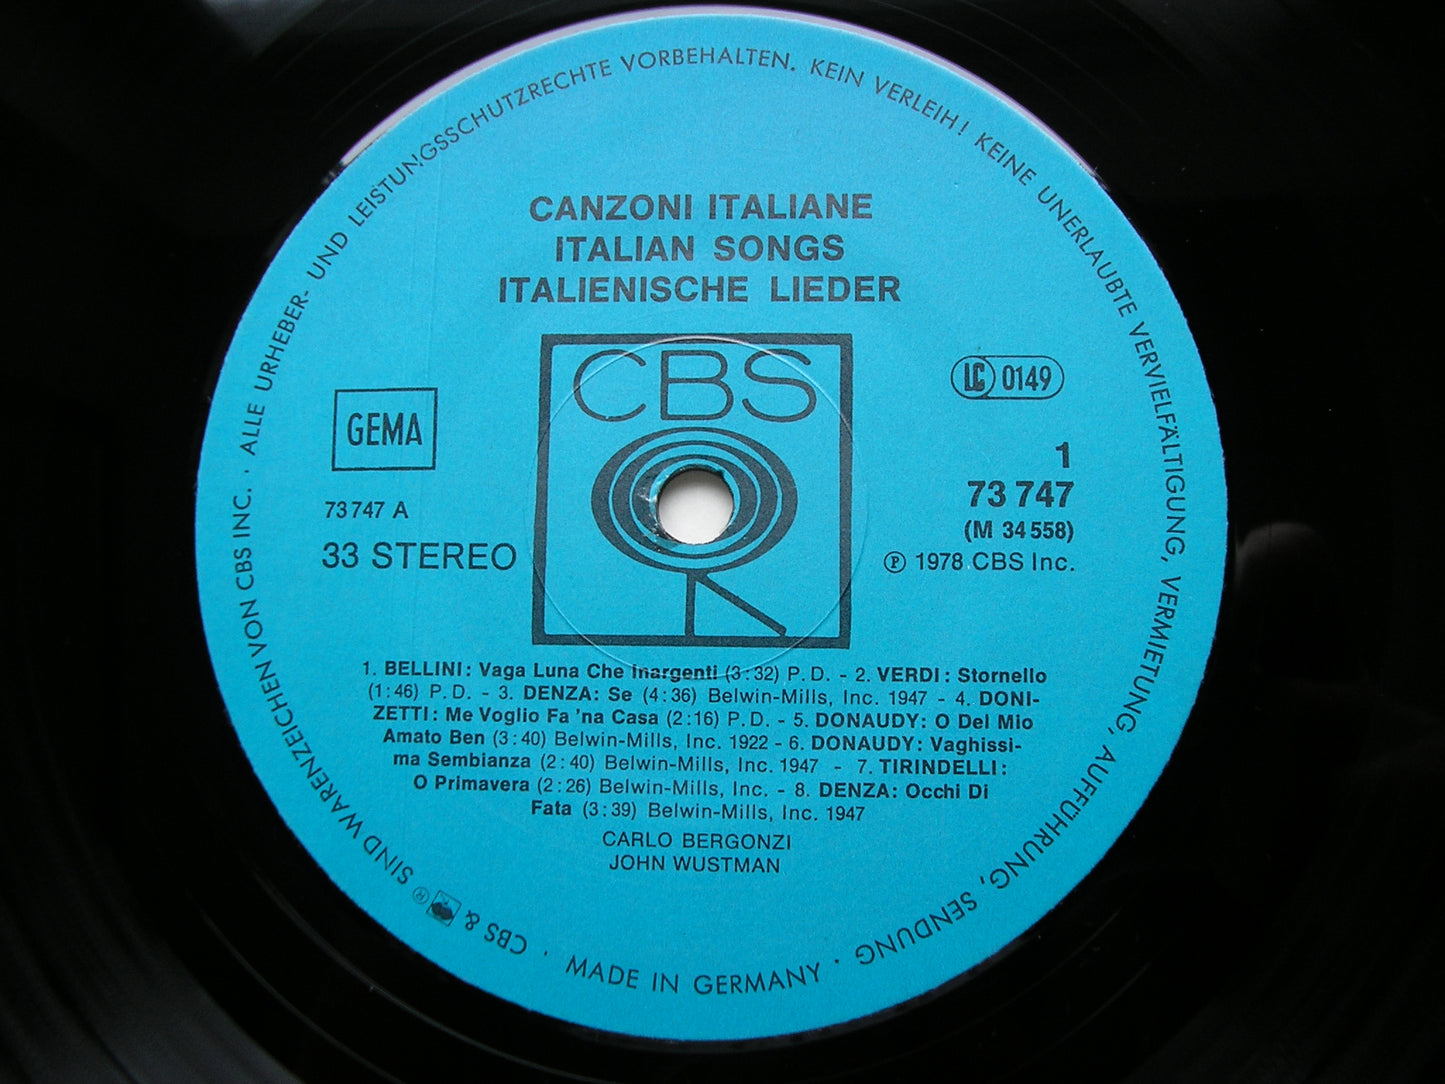 ALLE URHEBER- UND LEISTUNGSSCHUTZRECHTE VORBEHALTEN. KEIN VERLEIH! KEINE UNERLAUBTE VERVIELFÄLTIGUNG, VERMIETUNG, AUFFÜHRUNG, SENDUNG · MADE IN GERMANY · CBS & ® SIND WARENZEICHEN VON CBS INC. ·
CANZONI ITALIANE
ITALIAN SONGS
ITALIENISCHE LIEDER
CBS
GEMA
LC 0149
73 747 A
33 STEREO
1
73 747
(M 34 558)
℗ 1978 CBS Inc.
1. BELLINI: Vaga Luna Che Inargenti (3:32) P.D. - 2. VERDI: Stornello
(1:46) P.D. - 3. DENZA: Se (4:36) Belwin-Mills, Inc. 1947 - 4. DONI-
ZETTI: Me Voglio Fa 'na Casa (2:16) P.D. - 5. DONAUDY: O Del Mio
Amato Ben (3:40) Belwin-Mills, Inc. 1922 - 6. DONAUDY: Vaghissi-
ma Sembianza (2:40) Belwin-Mills, Inc. 1947 - 7. TIRINDELLI:
O Primavera (2:26) Belwin-Mills, Inc. - 8. DENZA: Occhi Di
Fata (3:39) Belwin-Mills, Inc. 1947
CARLO BERGONZI
JOHN WUSTMAN